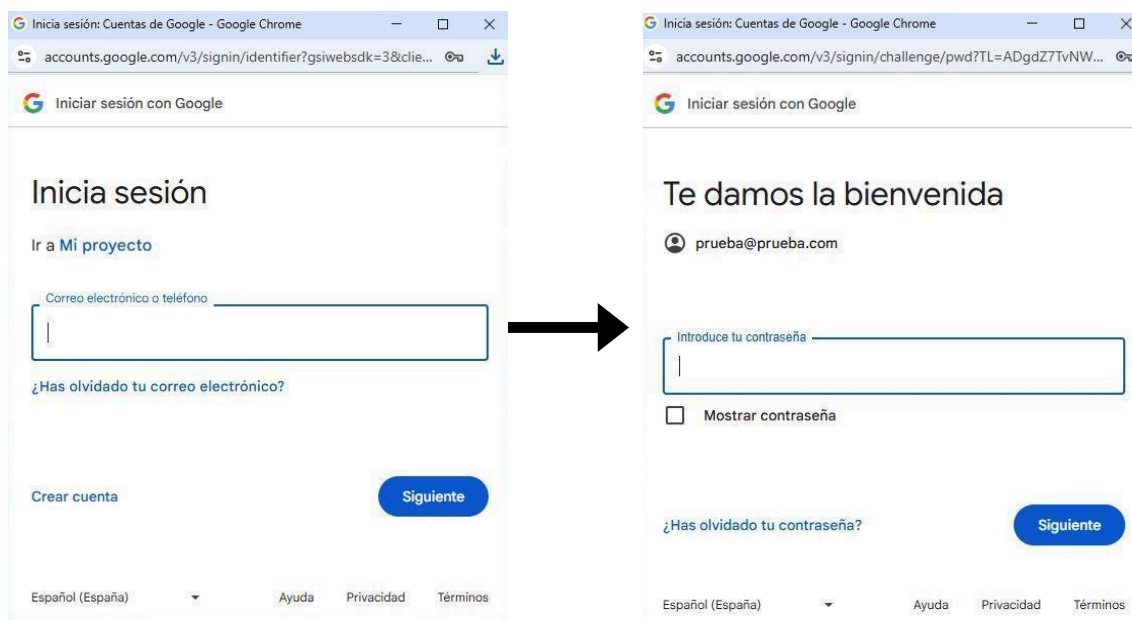 Inicia sesión: Cuentas de Google - Google Chrome
accounts.google.com/v3/signin/identifier?gsiwebsdk=3&clie...
Iniciar sesión con Google
Inicia sesión
Ir a Mi proyecto
Correo electrónico o teléfono
¿Has olvidado tu correo electrónico?
Crear cuenta
Siguiente
Español (España)
Ayuda
Privacidad
Términos
Inicia sesión: Cuentas de Google - Google Chrome
accounts.google.com/v3/signin/challenge/pwd?TL=ADgdZ7TvNW...
Iniciar sesión con Google
Te damos la bienvenida
prueba@prueba.com
Introduce tu contraseña
Mostrar contraseña
¿Has olvidado tu contraseña?
Siguiente
Español (España)
Ayuda
Privacidad
Términos